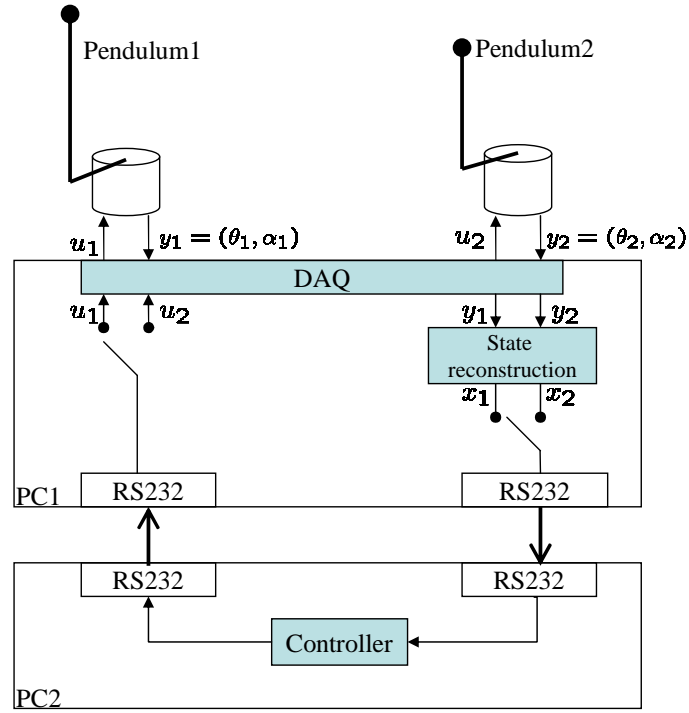 Pendulum1
Pendulum2
u₁
y₁ = (θ₁, α₁)
u₂
y₂ = (θ₂, α₂)
DAQ
u₁
u₂
y₁
y₂
State
reconstruction
x₁
x₂
PC1
RS232
RS232
RS232
RS232
Controller
PC2